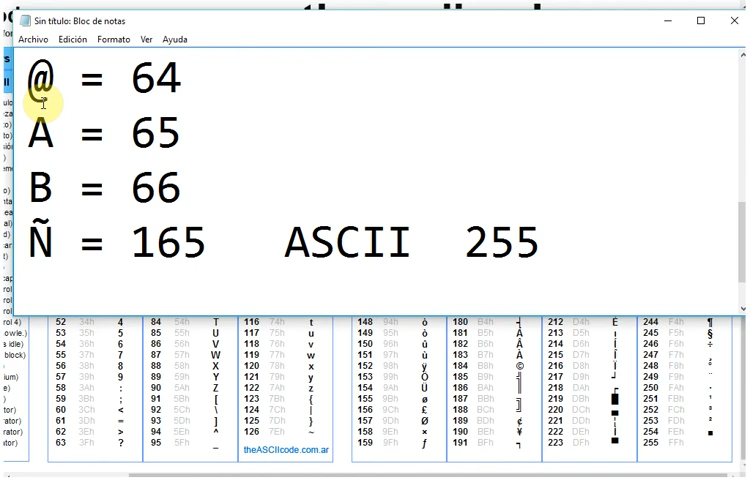 Sin título: Bloc de notas
Archivo Edición Formato Ver Ayuda
@ = 64
A = 65
B = 66
Ñ = 165 ASCII 255
52 34h 4 84 54h T 116 74h t 148 94h ö 180 B4h ┤ 212 D4h È 244 F4h ¶
53 35h 5 85 55h U 117 75h u 149 95h ò 181 B5h Á 213 D5h 245 F5h §
54 36h 6 86 56h V 118 76h v 150 96h û 182 B6h Â 214 D6h Í 246 F6h ÷
55 37h 7 87 57h W 119 77h w 151 97h ù 183 B7h À 215 D7h Î 247 F7h ¸
56 38h 8 88 58h X 120 78h x 152 98h ÿ 184 B8h © 216 D8h Ï 248 F8h °
57 39h 9 89 59h Y 121 79h y 153 99h Ö 185 B9h ╣ 217 D9h ┘ 249 F9h ¨
58 3Ah : 90 5Ah Z 122 7Ah z 154 9Ah Ü 186 BAh ║ 218 DAh ┌ 250 FAh ·
59 3Bh ; 91 5Bh [ 123 7Bh { 155 9Bh ø 187 BBh ╗ 219 DBh █ 251 FBh ¹
60 3Ch < 92 5Ch \ 124 7Ch | 156 9Ch £ 188 BCh ╝ 220 DCh ▄ 252 FCh ³
61 3Dh = 93 5Dh ] 125 7Dh } 157 9Dh Ø 189 BDh ¢ 221 DDh ¦ 253 FDh ²
62 3Eh > 94 5Eh ^ 126 7Eh ~ 158 9Eh × 190 BEh ¥ 222 DEh Ì 254 FEh ■
63 3Fh ? 95 5Fh _ theASCIIcode.com.ar 159 9Fh ƒ 191 BFh ┐ 223 DFh ▀ 255 FFh